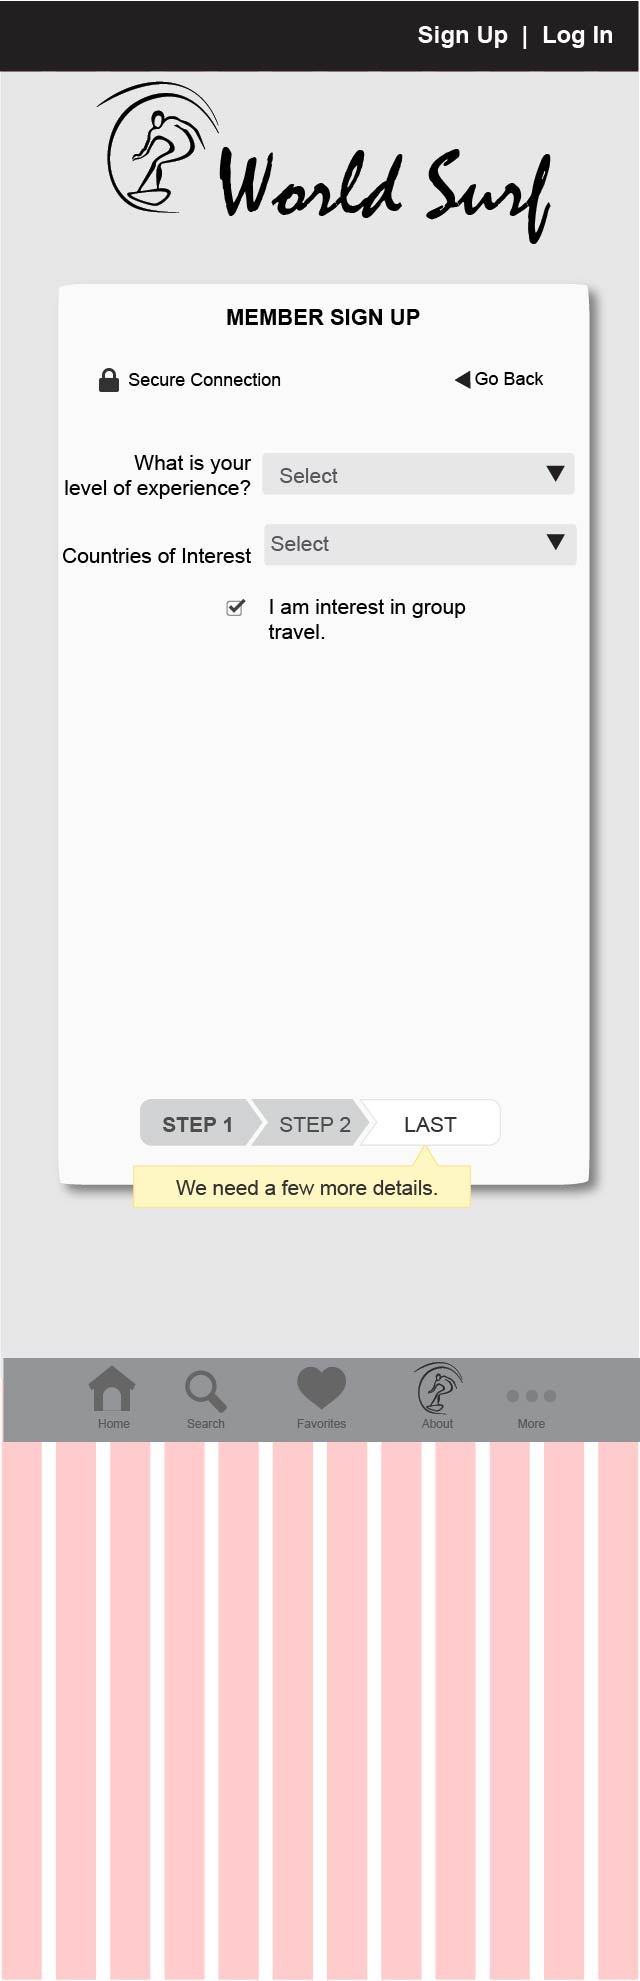 Sign Up | Log In
World Surf
MEMBER SIGN UP
Secure Connection
Go Back
What is your
level of experience?
Select
Countries of Interest
Select
I am interest in group
travel.
STEP 1
STEP 2
LAST
We need a few more details.
Home
Search
Favorites
About
More